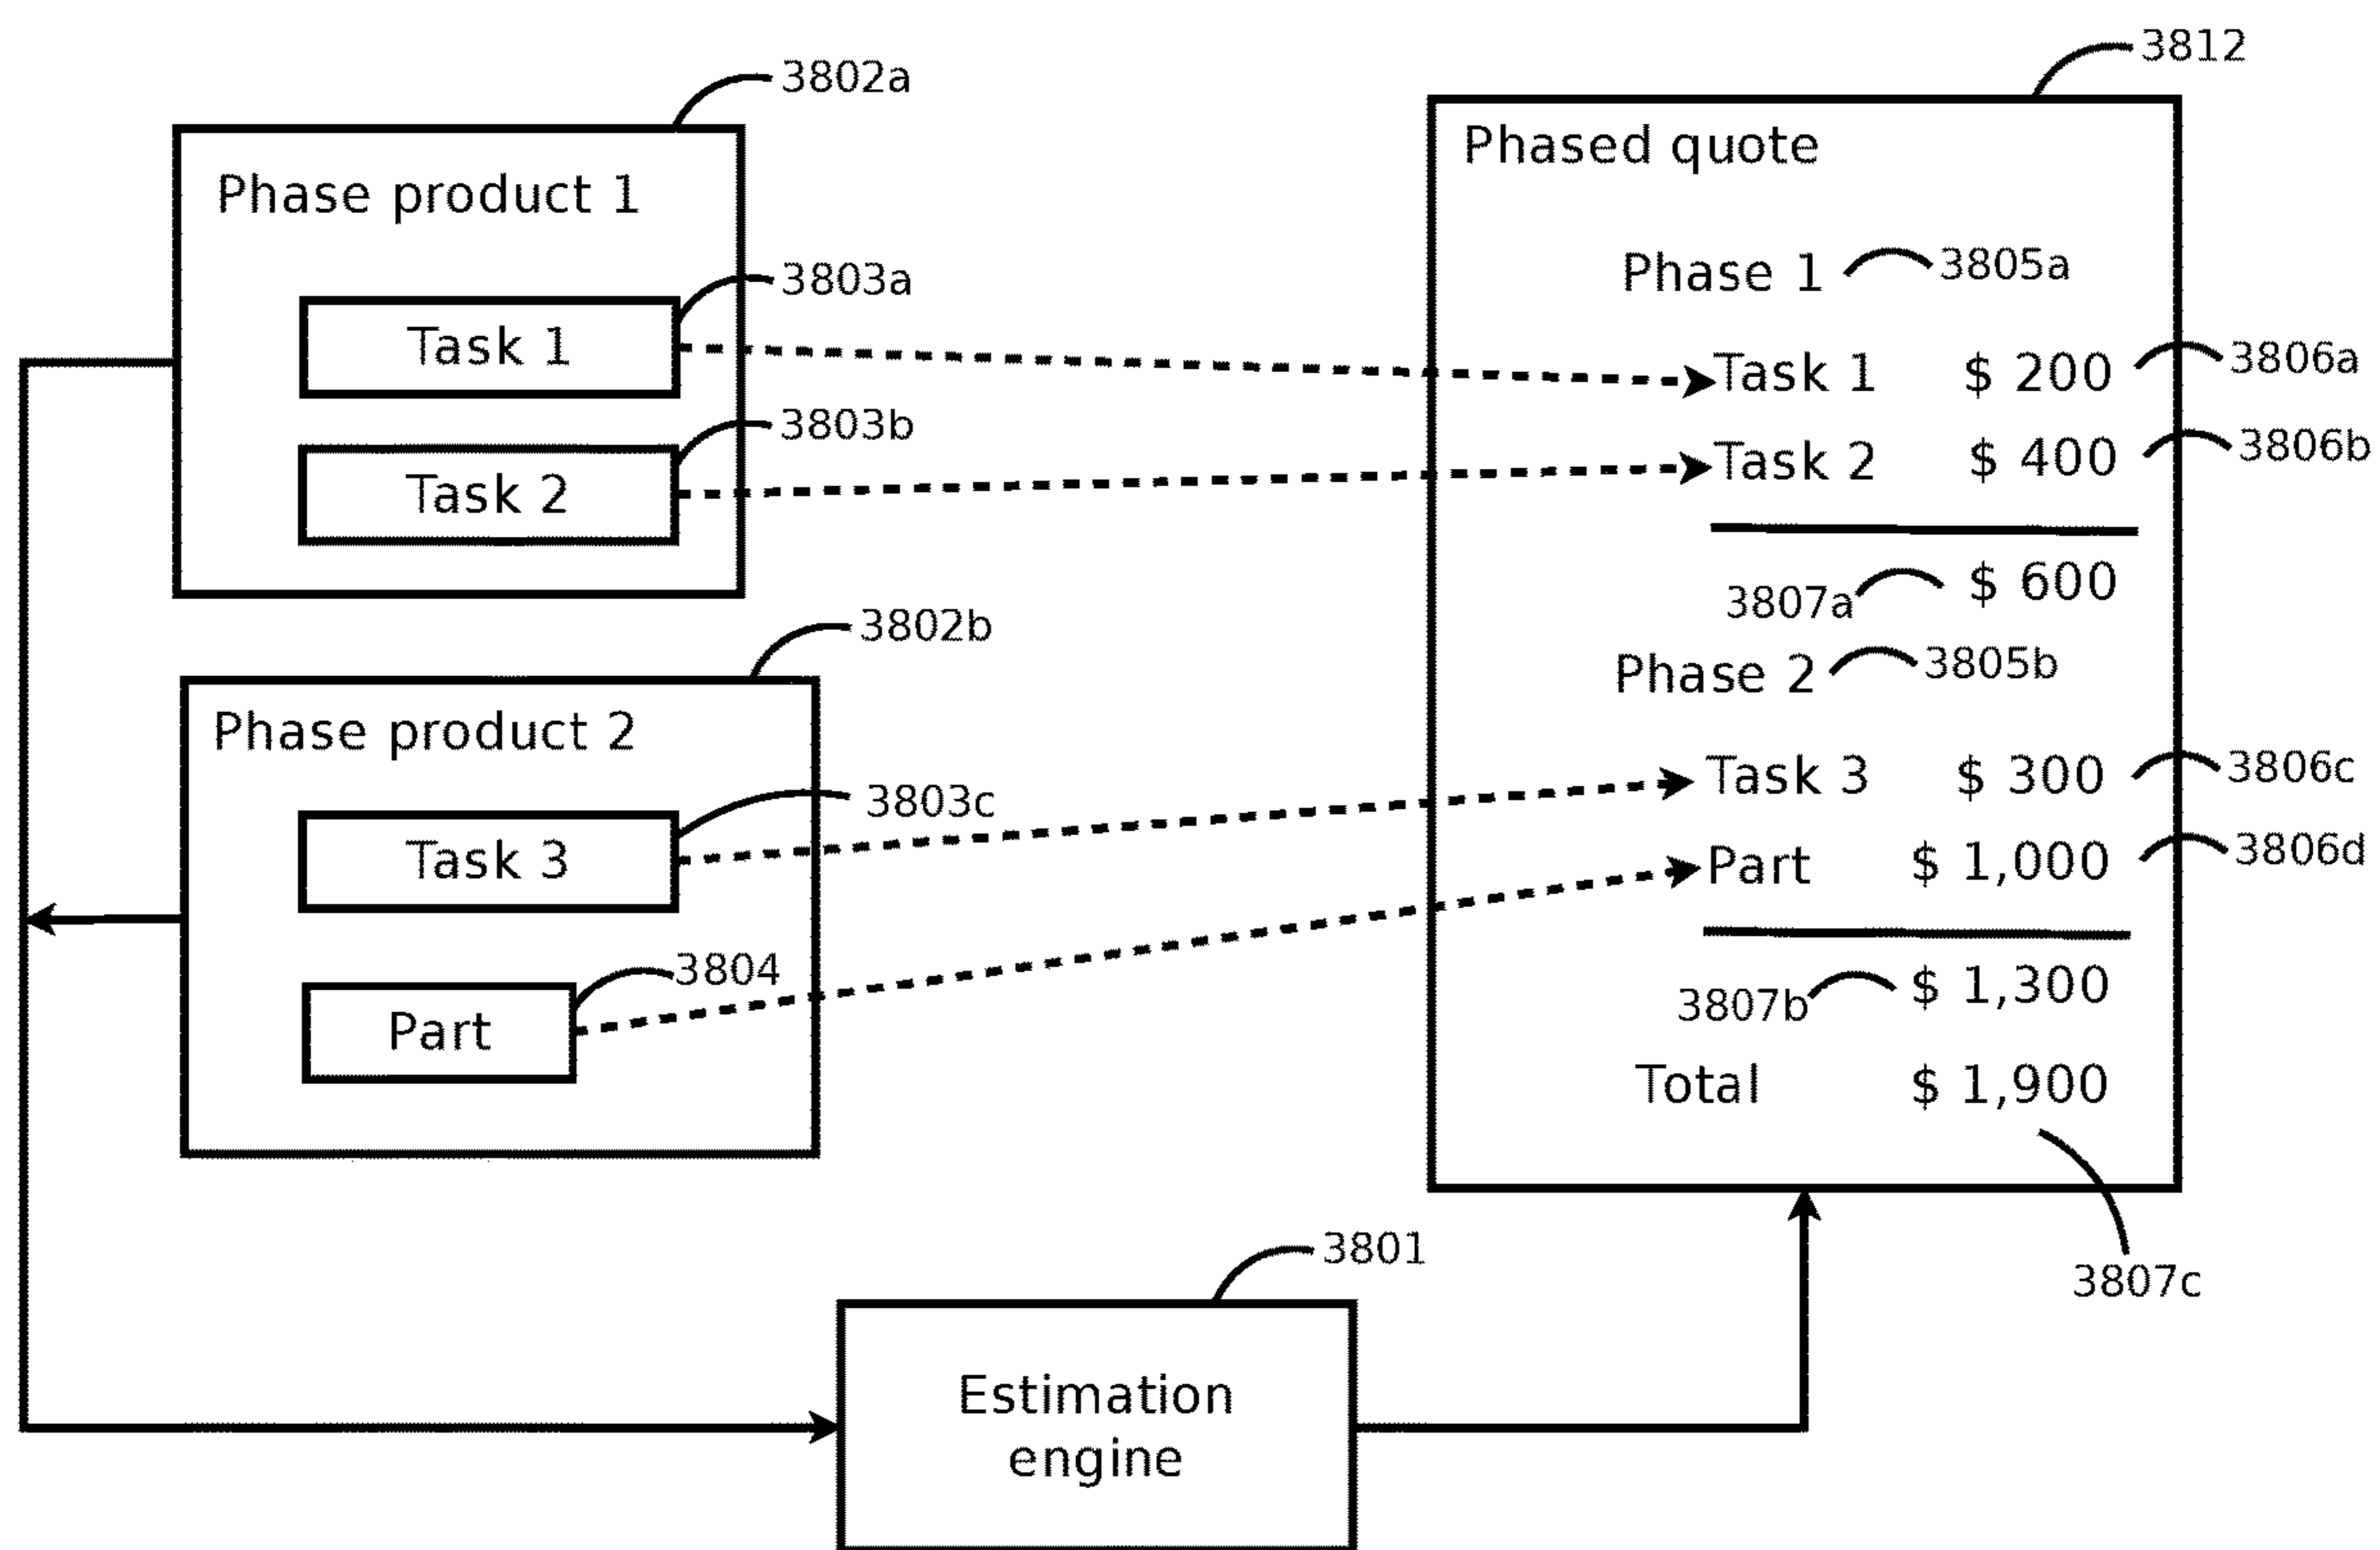 3802a
Phase product 1
3803a
Task 1
3803b
Task 2
3802b
Phase product 2
3803c
Task 3
3804
Part
3812
Phased quote
Phase 1 3805a
Task 1 $ 200 3806a
Task 2 $ 400 3806b
3807a $ 600
Phase 2 3805b
Task 3 $ 300 3806c
Part $ 1,000 3806d
3807b $ 1,300
Total $ 1,900
3807c
3801
Estimation
engine